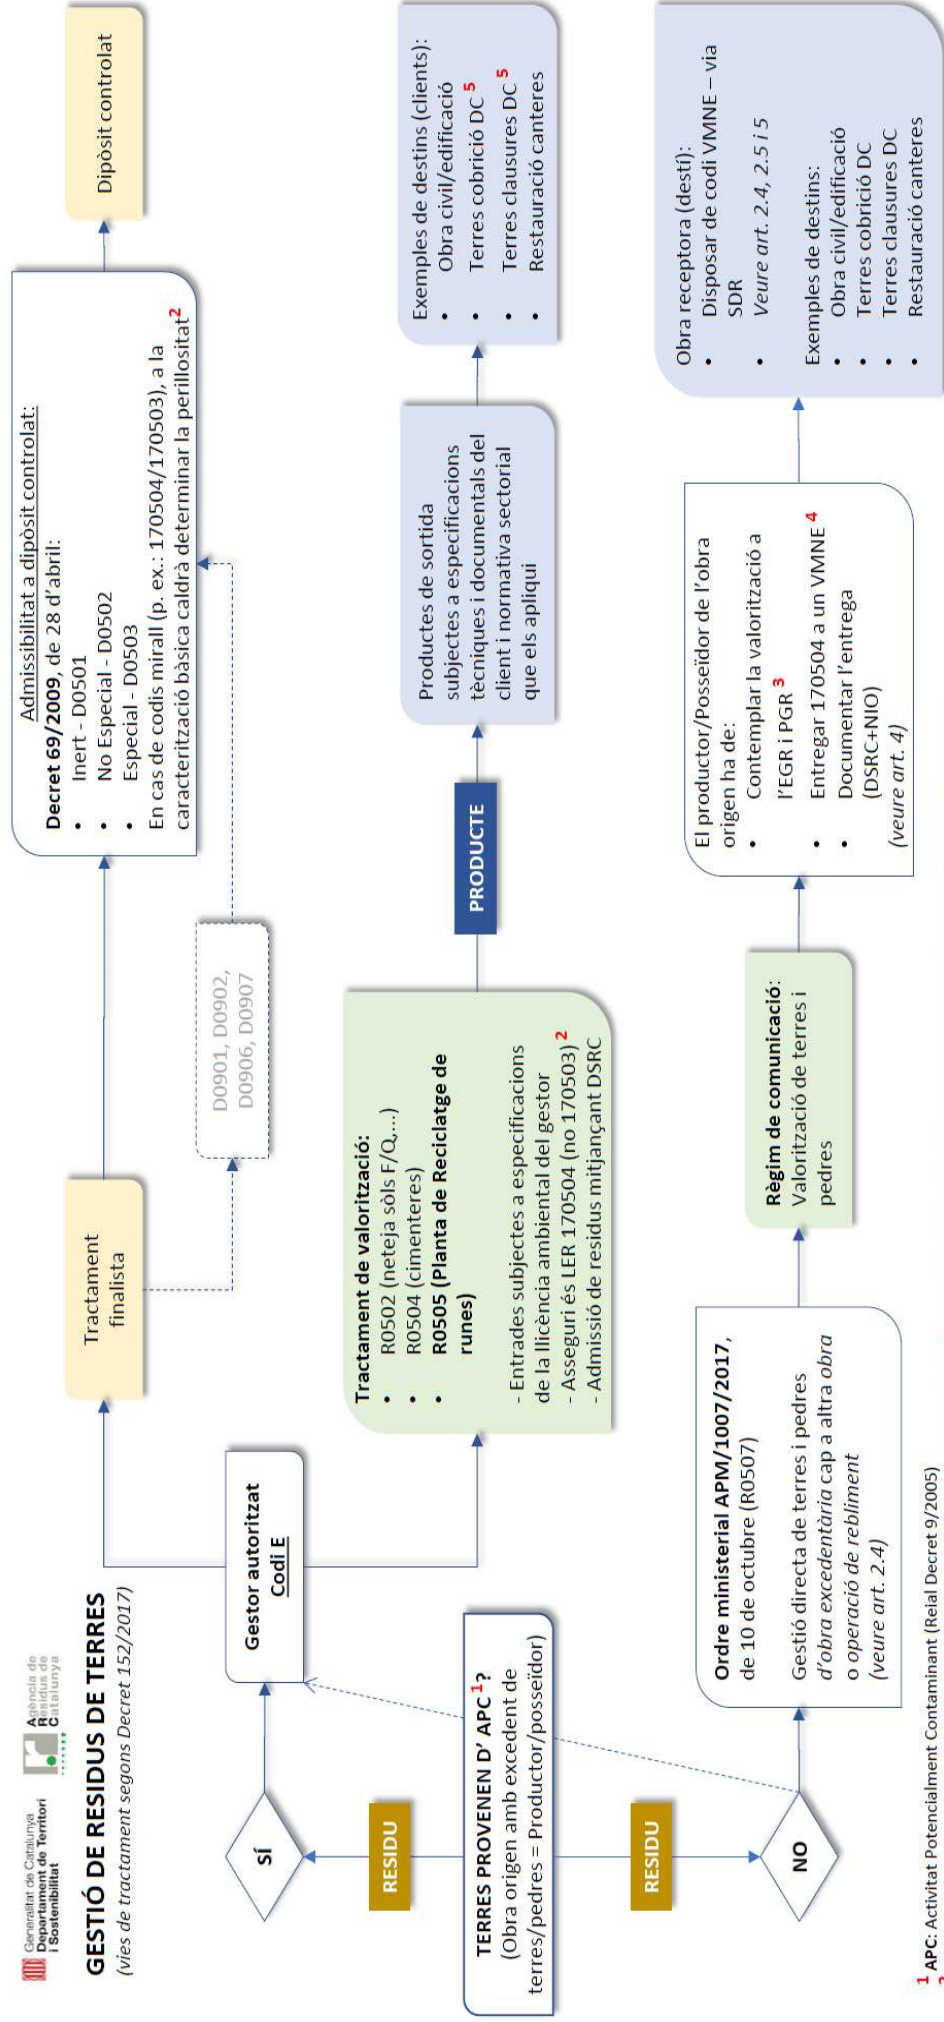 Generalitat de Catalunya
Departament de Territori
i Sostenibilitat
Agència de
Residus de
Catalunya
GESTIÓ DE RESIDUS DE TERRES
(vies de tractament segons Decret 152/2017)
TERRES PROVENEN D' APC 1?
(Obra origen amb excedent de
terres/pedres = Productor/posseïdor)
RESIDU
SÍ
RESIDU
NO
Gestor autoritzat
Codi E
Tractament
finalista
D0901, D0902,
D0906, D0907
Admissibilitat a dipòsit controlat:
Decret 69/2009, de 28 d'abril:
• Inert - D0501
• No Especial - D0502
• Especial - D0503
En cas de codis mirall (p. ex.: 170504/170503), a la
caracterització bàsica caldrà determinar la perillositat2
Dipòsit controlat
Tractament de valorització:
• R0502 (neteja sòls F/Q,...)
• R0504 (cimenteres)
• R0505 (Planta de Reciclatge de
runes)
- Entrades subjectes a especificacions
de la llicència ambiental del gestor
- Asseguri és LER 170504 (no 170503) 2
- Admissió de residus mitjançant DSRC
PRODUCTE
Productes de sortida
subjectes a especificacions
tècniques i documentals del
client i normativa sectorial
que els apliqui
Exemples de destins (clients):
• Obra civil/edificació
• Terres cobrició DC 5
• Terres clausures DC 5
• Restauració canteres
Ordre ministerial APM/1007/2017,
de 10 de octubre (R0507)
Gestió directa de terres i pedres
d'obra excedentària cap a altra obra
o operació de rebliment
(veure art. 2.4)
Règim de comunicació:
Valorització de terres i
pedres
El productor/Posseïdor de l'obra
origen ha de:
• Contemplar la valorització a
l'EGR i PGR 3
• Entregar 170504 a un VMNE 4
• Documentar l'entrega
(DSRC+NIO)
(veure art. 4)
Obra receptora (destí):
• Disposar de codi VMNE – via
SDR
• Veure art. 2.4, 2.5 i 5
Exemples de destins:
• Obra civil/edificació
• Terres cobrició DC
• Terres clausures DC
• Restauració canteres
1 APC: Activitat Potencialment Contaminant (Reial Decret 9/2005)